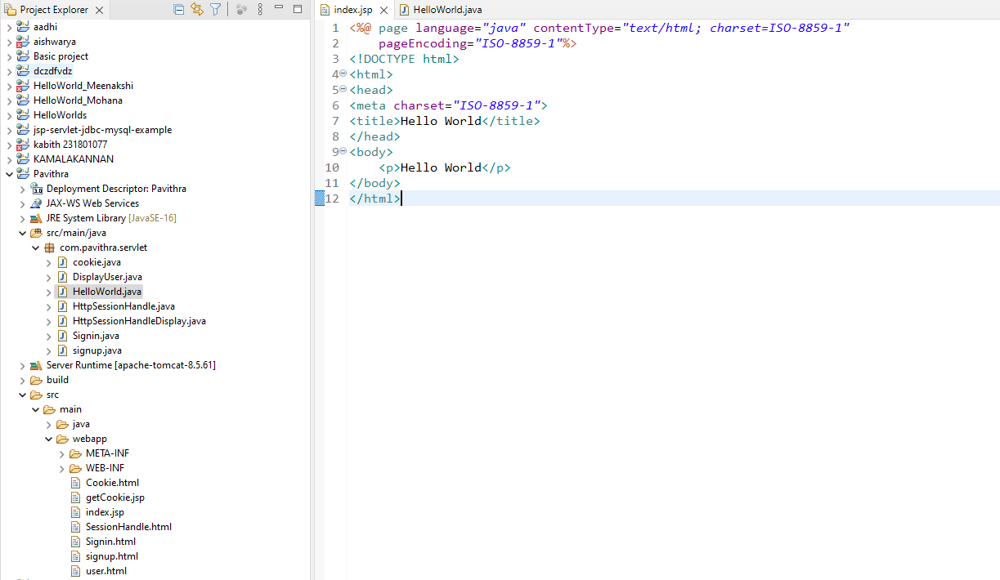 Project Explorer
aadhi
aishwarya
Basic project
dczdfvdz
HelloWorld_Meenakshi
HelloWorld_Mohana
HelloWorlds
jsp-servlet-jdbc-mysql-example
kabith 231801077
KAMALAKANNAN
Pavithra
Deployment Descriptor: Pavithra
JAX-WS Web Services
JRE System Library [JavaSE-16]
src/main/java
com.pavithra.servlet
cookie.java
DisplayUser.java
HelloWorld.java
HttpSessionHandle.java
HttpSessionHandleDisplay.java
Signin.java
signup.java
Server Runtime [apache-tomcat-8.5.61]
build
src
main
java
webapp
META-INF
WEB-INF
Cookie.html
getCookie.jsp
index.jsp
SessionHandle.html
Signin.html
signup.html
user.html
index.jsp HelloWorld.java
1 <%@ page language="java" contentType="text/html; charset=ISO-8859-1"
2 pageEncoding="ISO-8859-1"%>
3 <!DOCTYPE html>
4 <html>
5 <head>
6 <meta charset="ISO-8859-1">
7 <title>Hello World</title>
8 </head>
9 <body>
10 <p>Hello World</p>
11 </body>
12 </html>